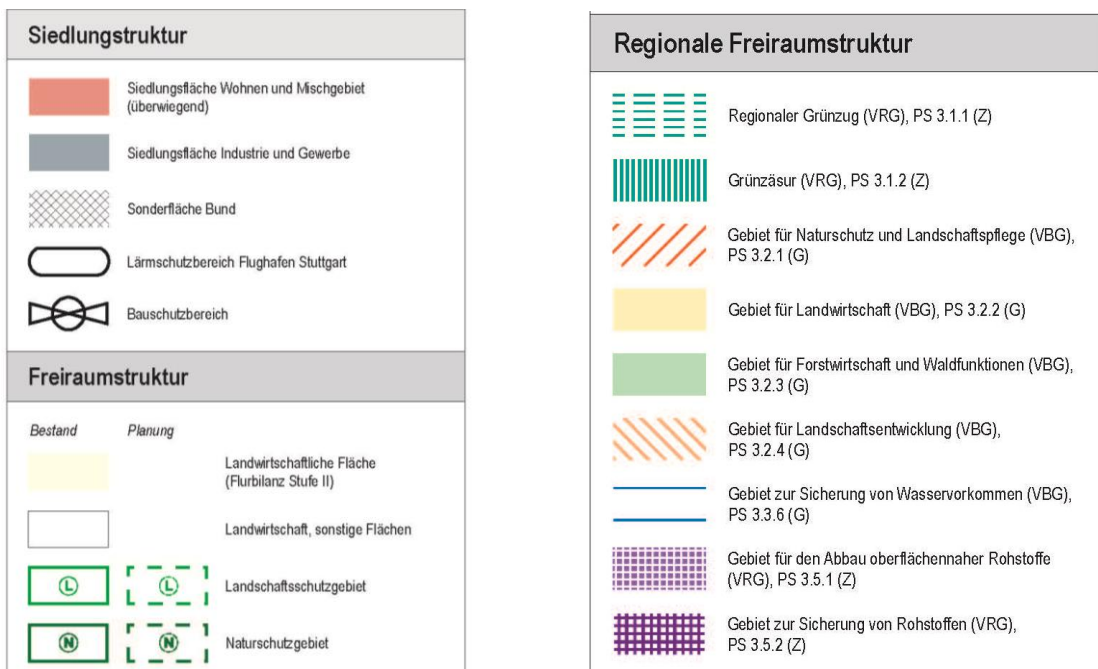 Siedlungstruktur
Siedlungsfläche Wohnen und Mischgebiet
(überwiegend)
Siedlungsfläche Industrie und Gewerbe
Sonderfläche Bund
Lärmschutzbereich Flughafen Stuttgart
Bauschutzbereich
Freiraumstruktur
Bestand Planung
Landwirtschaftliche Fläche
(Flurbilanz Stufe II)
Landwirtschaft, sonstige Flächen
L L Landschaftsschutzgebiet
N N Naturschutzgebiet
Regionale Freiraumstruktur
Regionaler Grünzug (VRG), PS 3.1.1 (Z)
Grünzäsur (VRG), PS 3.1.2 (Z)
Gebiet für Naturschutz und Landschaftspflege (VBG),
PS 3.2.1 (G)
Gebiet für Landwirtschaft (VBG), PS 3.2.2 (G)
Gebiet für Forstwirtschaft und Waldfunktionen (VBG),
PS 3.2.3 (G)
Gebiet für Landschaftsentwicklung (VBG),
PS 3.2.4 (G)
Gebiet zur Sicherung von Wasservorkommen (VBG),
PS 3.3.6 (G)
Gebiet für den Abbau oberflächennaher Rohstoffe
(VRG), PS 3.5.1 (Z)
Gebiet zur Sicherung von Rohstoffen (VRG),
PS 3.5.2 (Z)